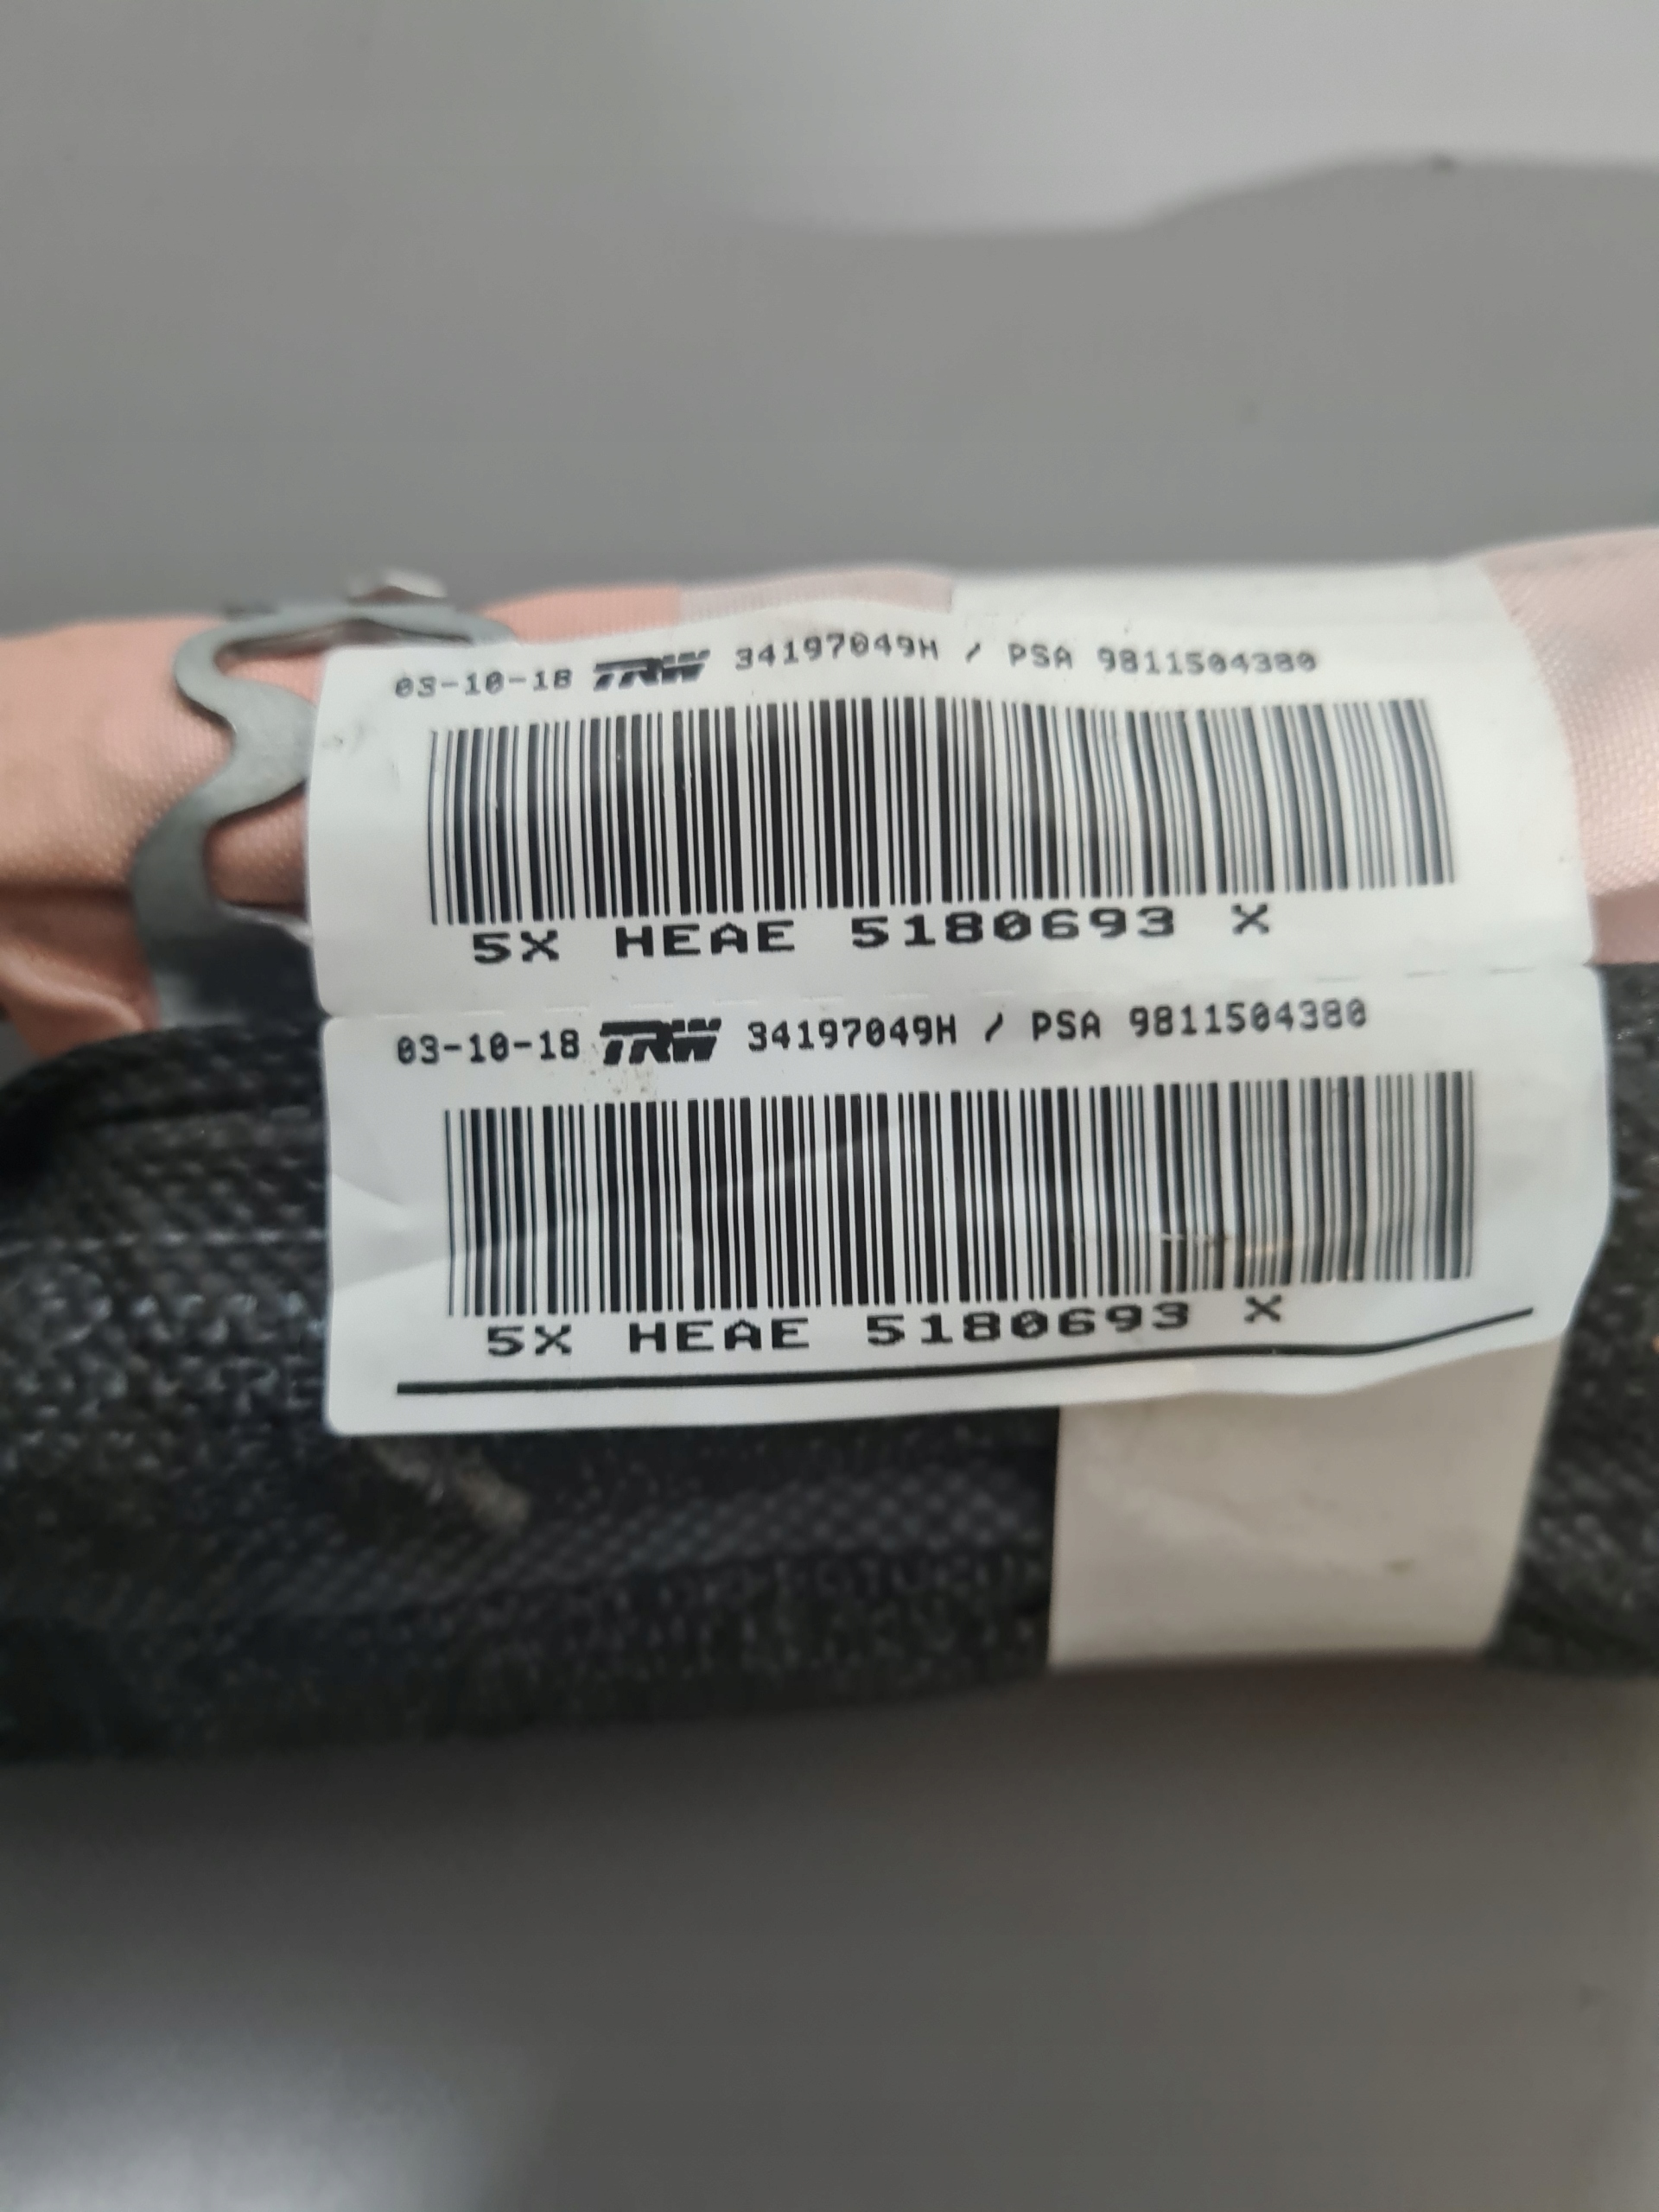 03-10-18 TRW 34197049H / PSA 9811504380
5X HEAE 5180693 X
03-10-18 TRW 34197049H / PSA 9811504380
5X HEAE 5180693 X